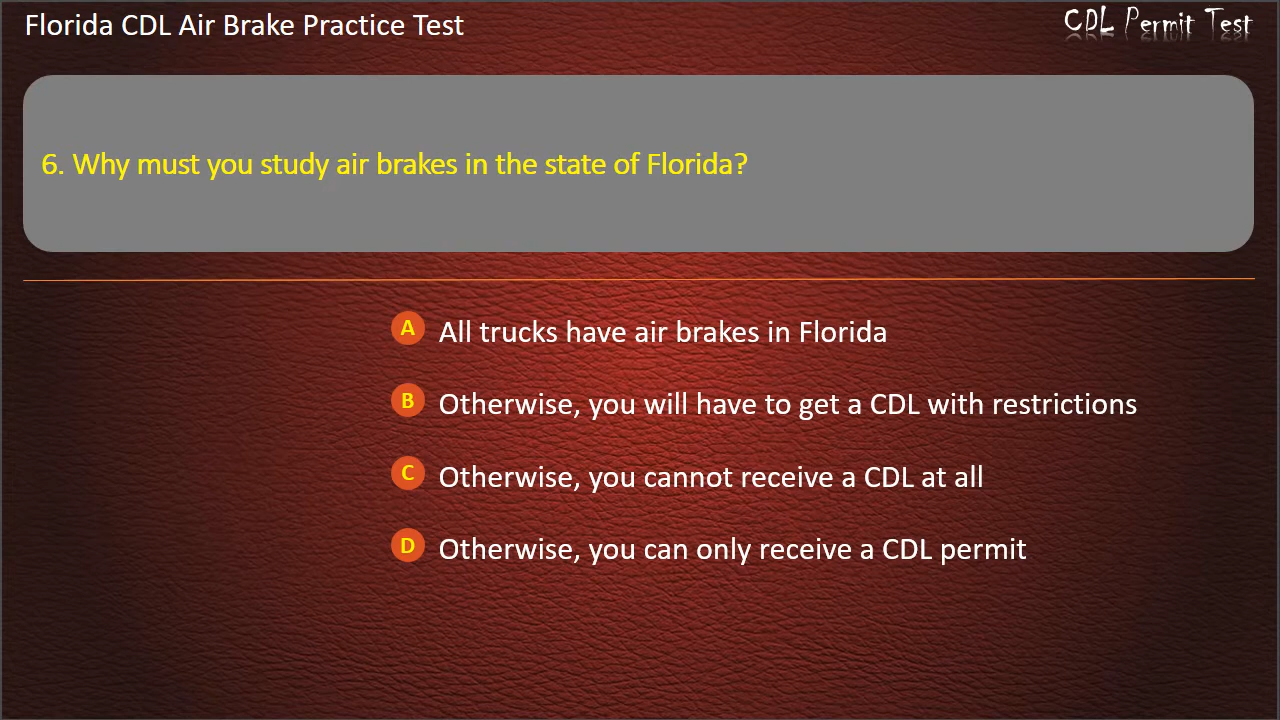 Florida CDL Air Brake Practice Test
CDL Permit Test
6. Why must you study air brakes in the state of Florida?
A All trucks have air brakes in Florida
B Otherwise, you will have to get a CDL with restrictions
C Otherwise, you cannot receive a CDL at all
D Otherwise, you can only receive a CDL permit